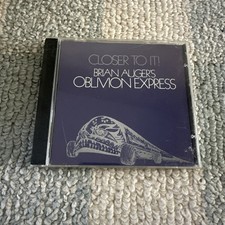 CLOSER TO IT!
BRIAN AUGER'S
OBLIVION EXPRESS